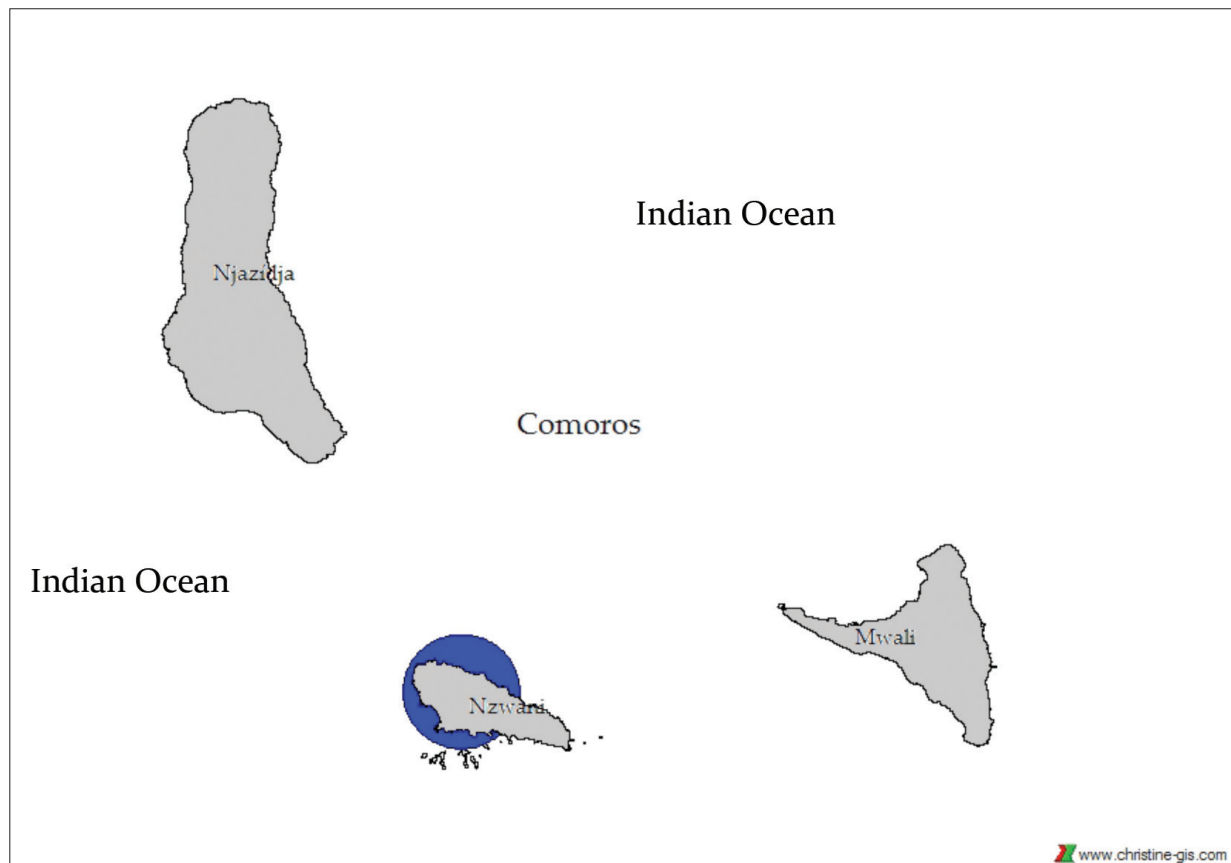 Indian Ocean
Njazidja
Comoros
Indian Ocean
Mwali
Nzwani
www.christine-gis.com